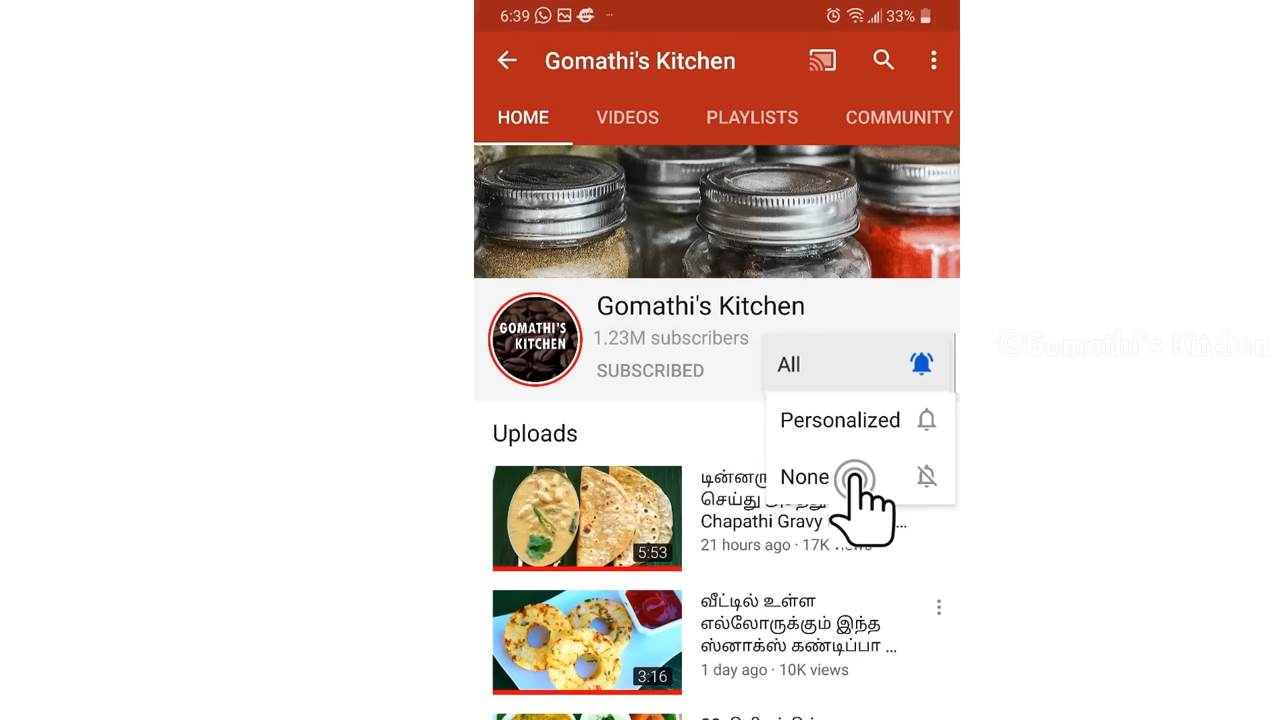 6:39
33%
Gomathi's Kitchen
HOME
VIDEOS
PLAYLISTS
COMMUNITY
GOMATHI'S
KITCHEN
Gomathi's Kitchen
1.23M subscribers
SUBSCRIBED
All
Personalized
None
©Gomathi's Kitchen
Uploads
5:53
செய்து
Chapathi Gravy
...
21 hours ago · 17K views
3:16
வீட்டில் உள்ள
எல்லோருக்கும் இந்த
ஸ்னாக்ஸ் கண்டிப்பா ...
1 day ago · 10K views